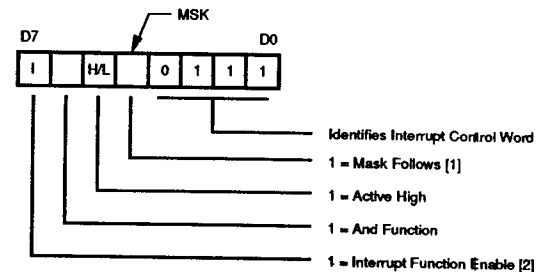 MSK
D7 D0
I H/L 0 1 1 1
Identifies Interrupt Control Word
1 = Mask Follows [1]
1 = Active High
1 = And Function
1 = Interrupt Function Enable [2]